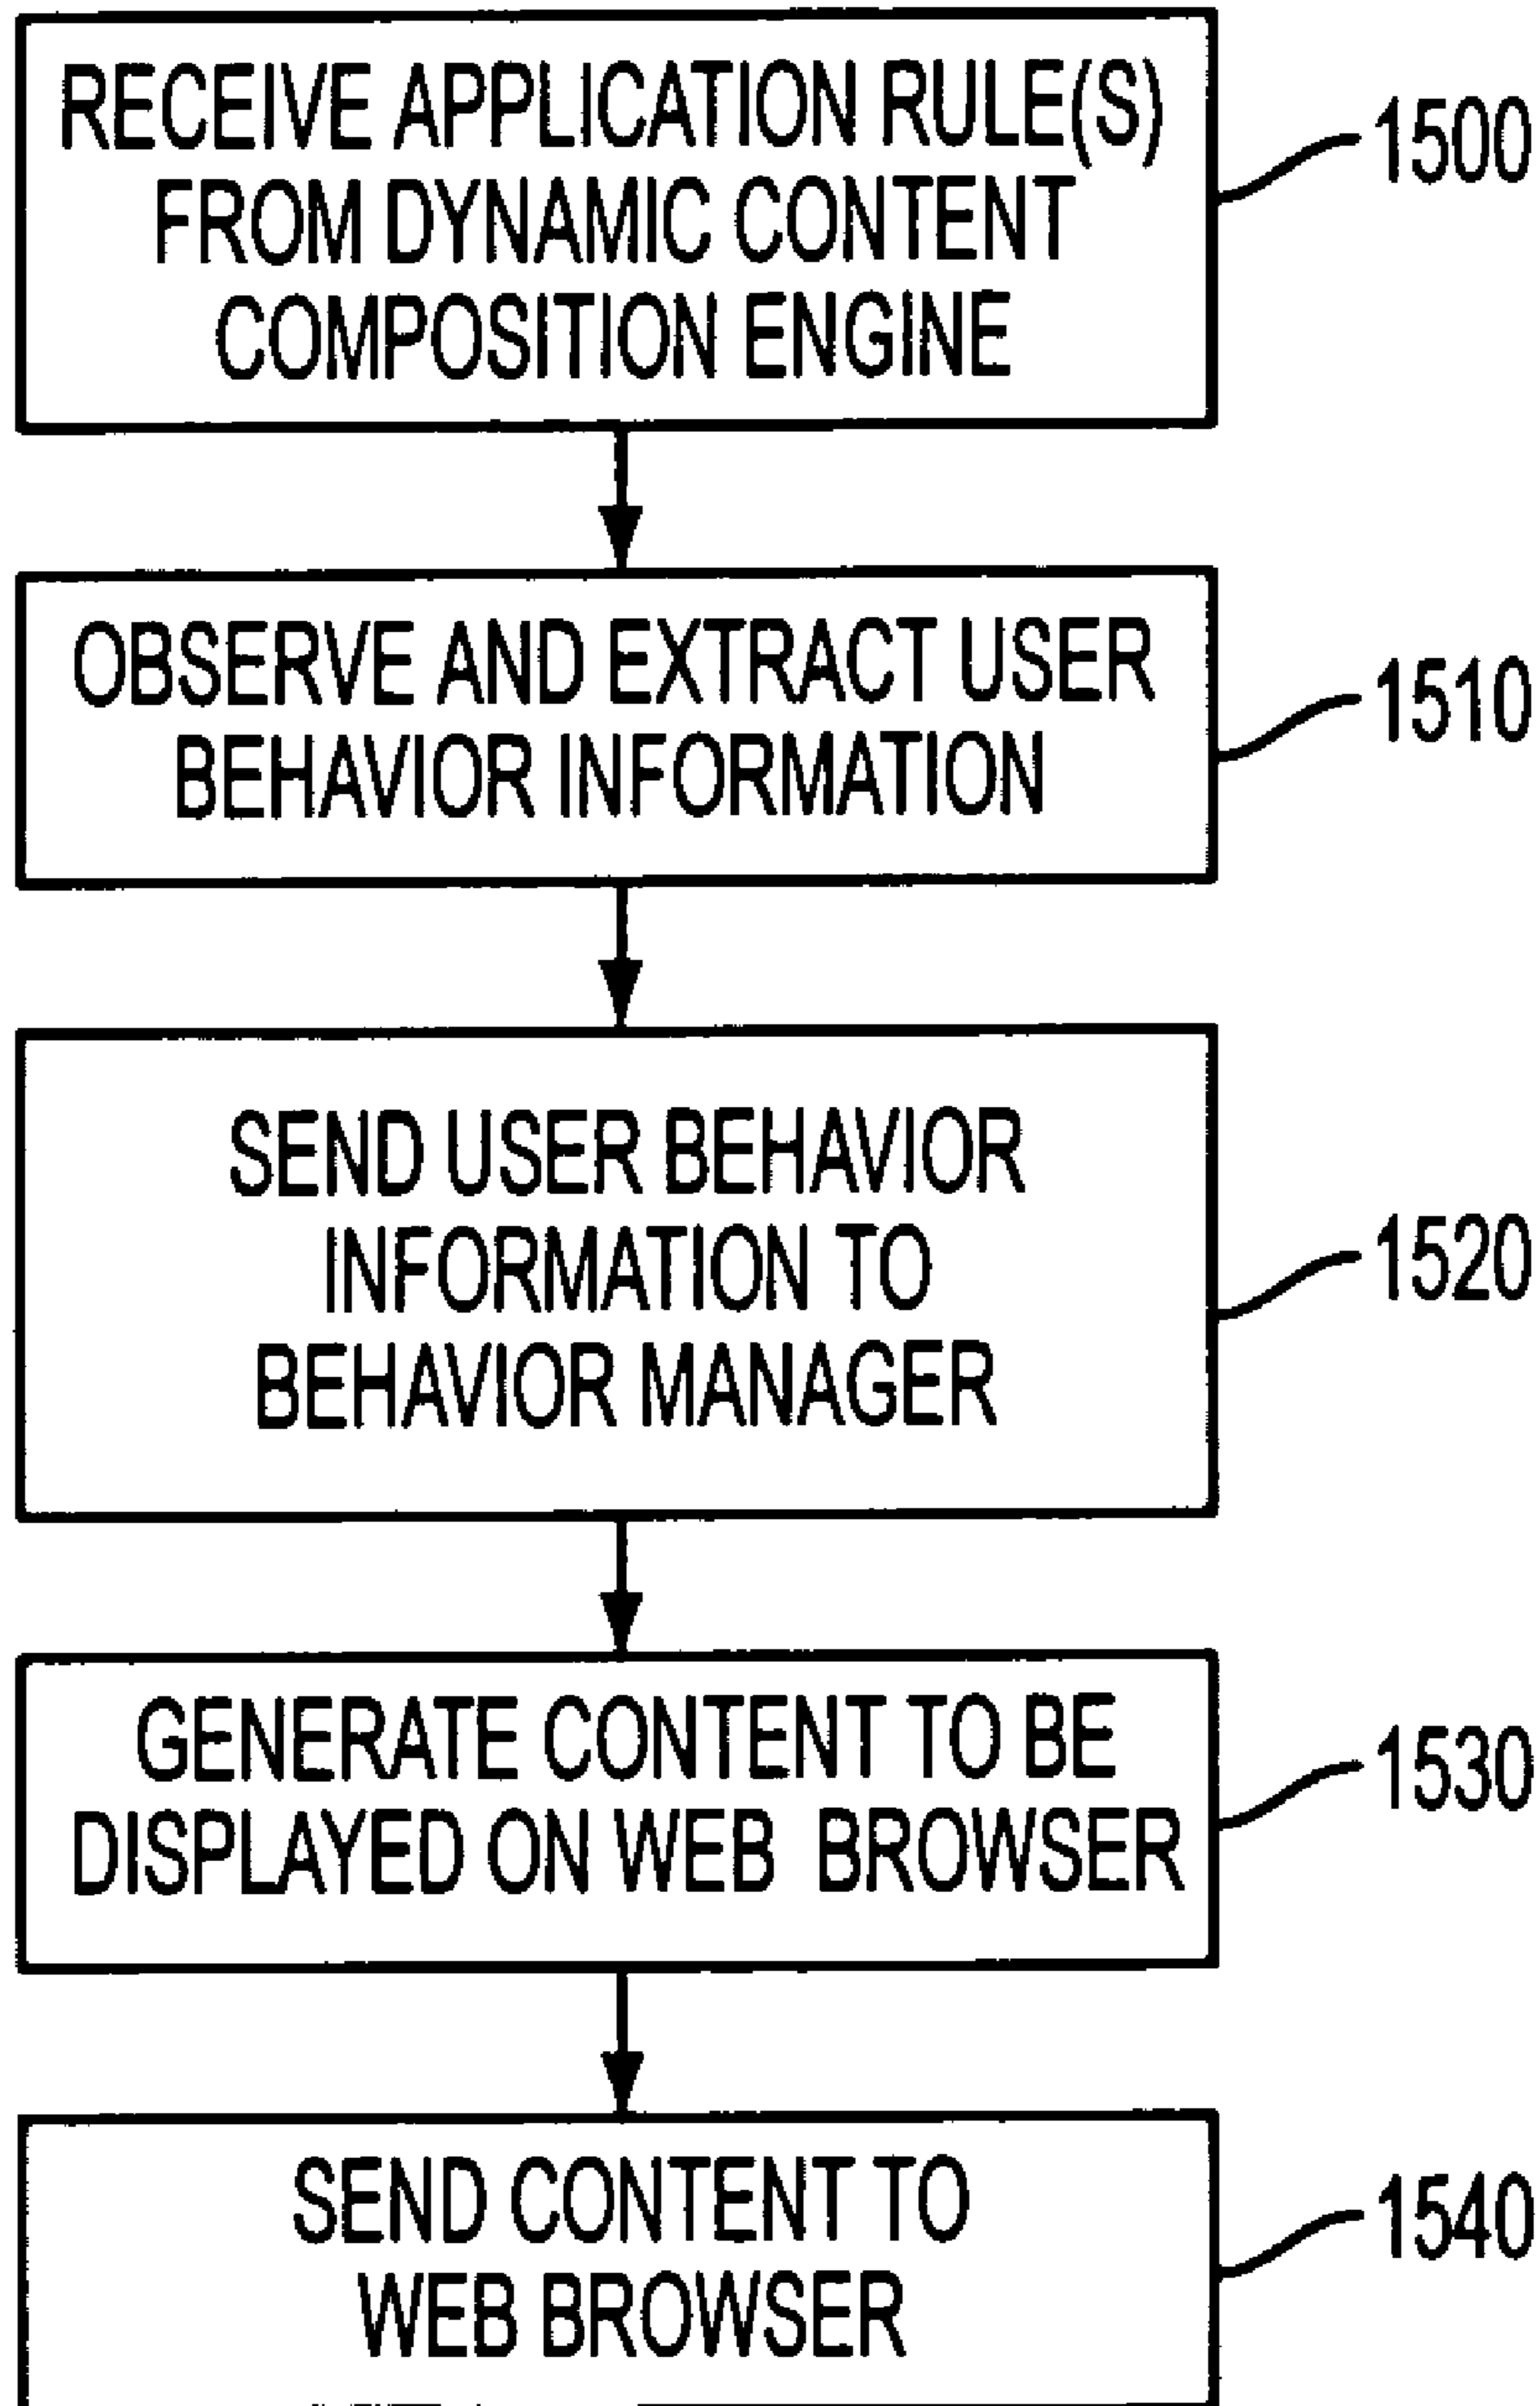 RECEIVE APPLICATION RULE(S)
FROM DYNAMIC CONTENT
COMPOSITION ENGINE
1500
OBSERVE AND EXTRACT USER
BEHAVIOR INFORMATION
1510
SEND USER BEHAVIOR
INFORMATION TO
BEHAVIOR MANAGER
1520
GENERATE CONTENT TO BE
DISPLAYED ON WEB BROWSER
1530
SEND CONTENT TO
WEB BROWSER
1540